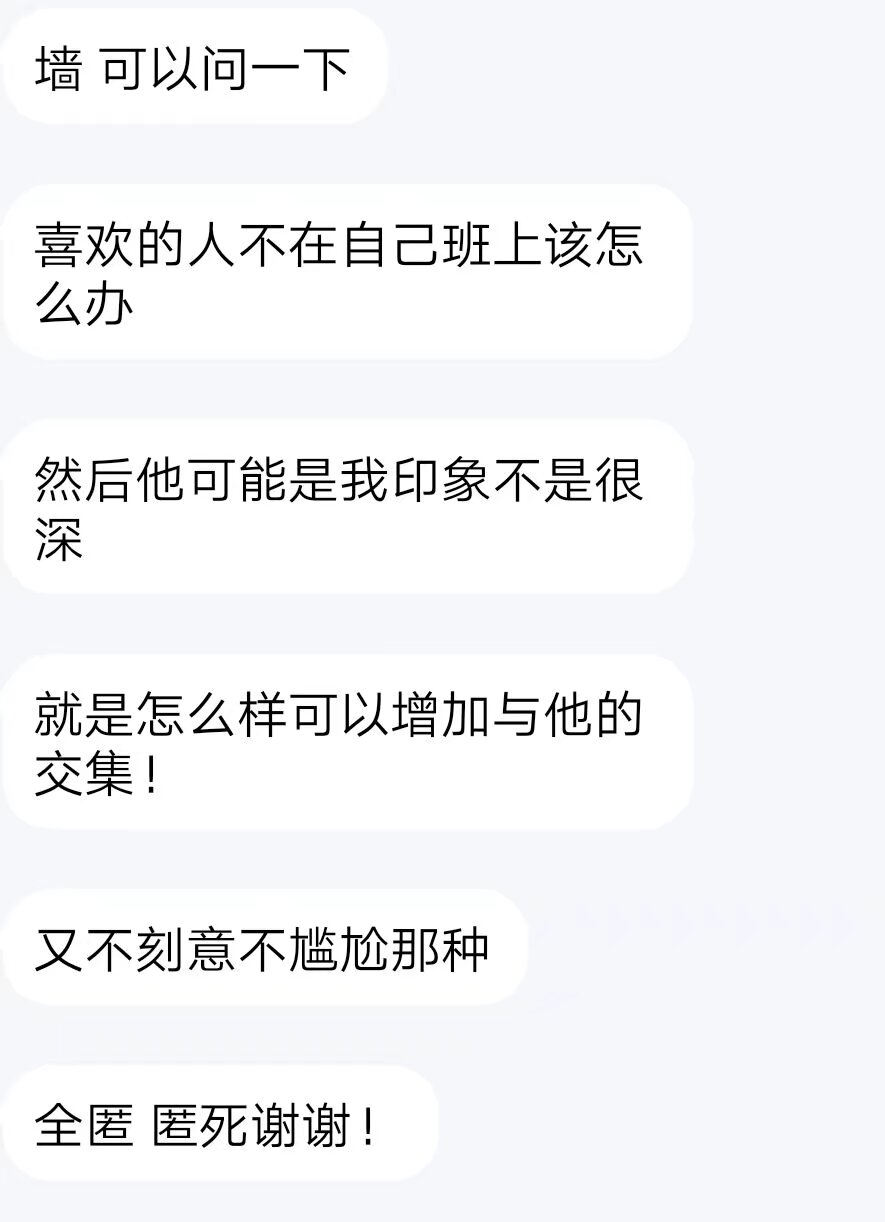 墙 可以问一下
喜欢的人不在自己班上该怎
么办
然后他可能是我印象不是很
深
就是怎么样可以增加与他的
交集！
又不刻意不尴尬那种
全匿 匿死谢谢！